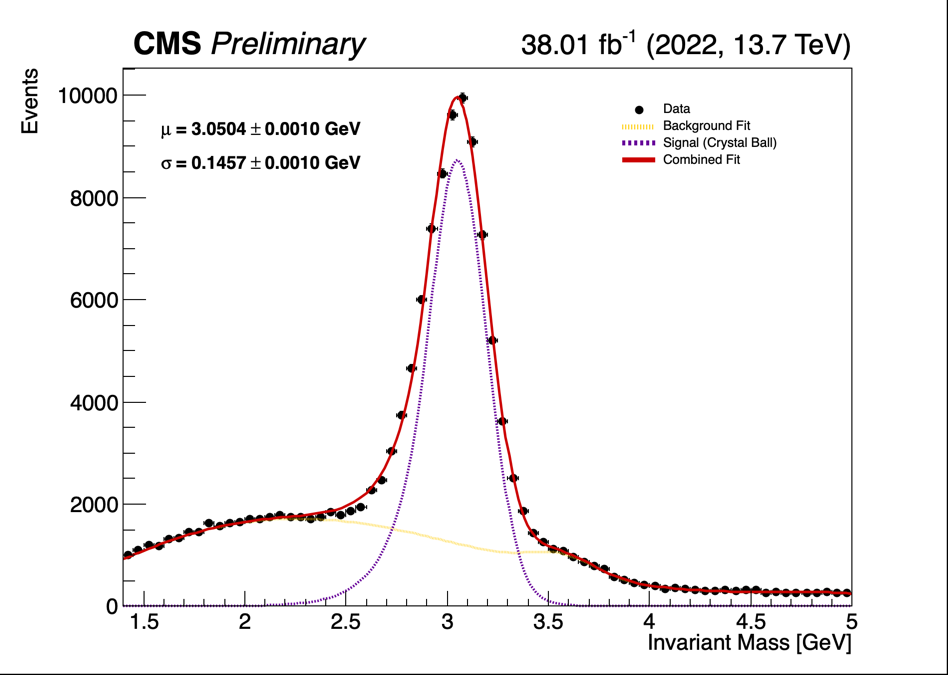 CMS Preliminary
38.01 fb⁻¹ (2022, 13.7 TeV)
Events
10000
8000
6000
4000
2000
0
μ = 3.0504 ± 0.0010 GeV
σ = 0.1457 ± 0.0010 GeV
Data
Background Fit
Signal (Crystal Ball)
Combined Fit
1.5 2 2.5 3 3.5 4 4.5 5
Invariant Mass [GeV]